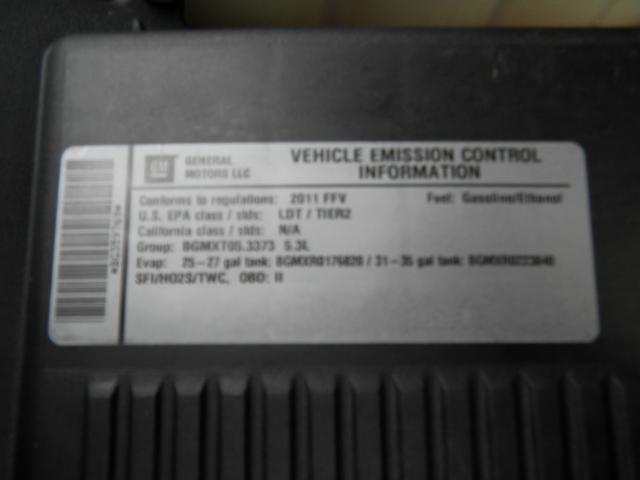 GM GENERAL MOTORS LLC
VEHICLE EMISSION CONTROL INFORMATION
Conforms to regulations: 2011 FFV Fuel: Gasoline/Ethanol
U.S. EPA class / stds: LDT / TIER2
California class / stds: N/A
Group: BGMXT05.3373 5.3L
Evap: 25-27 gal tank: BGMXR0176820 / 31-35 gal tank: BGMXR0223840
SFI/HO2S/TWC, OBD: II